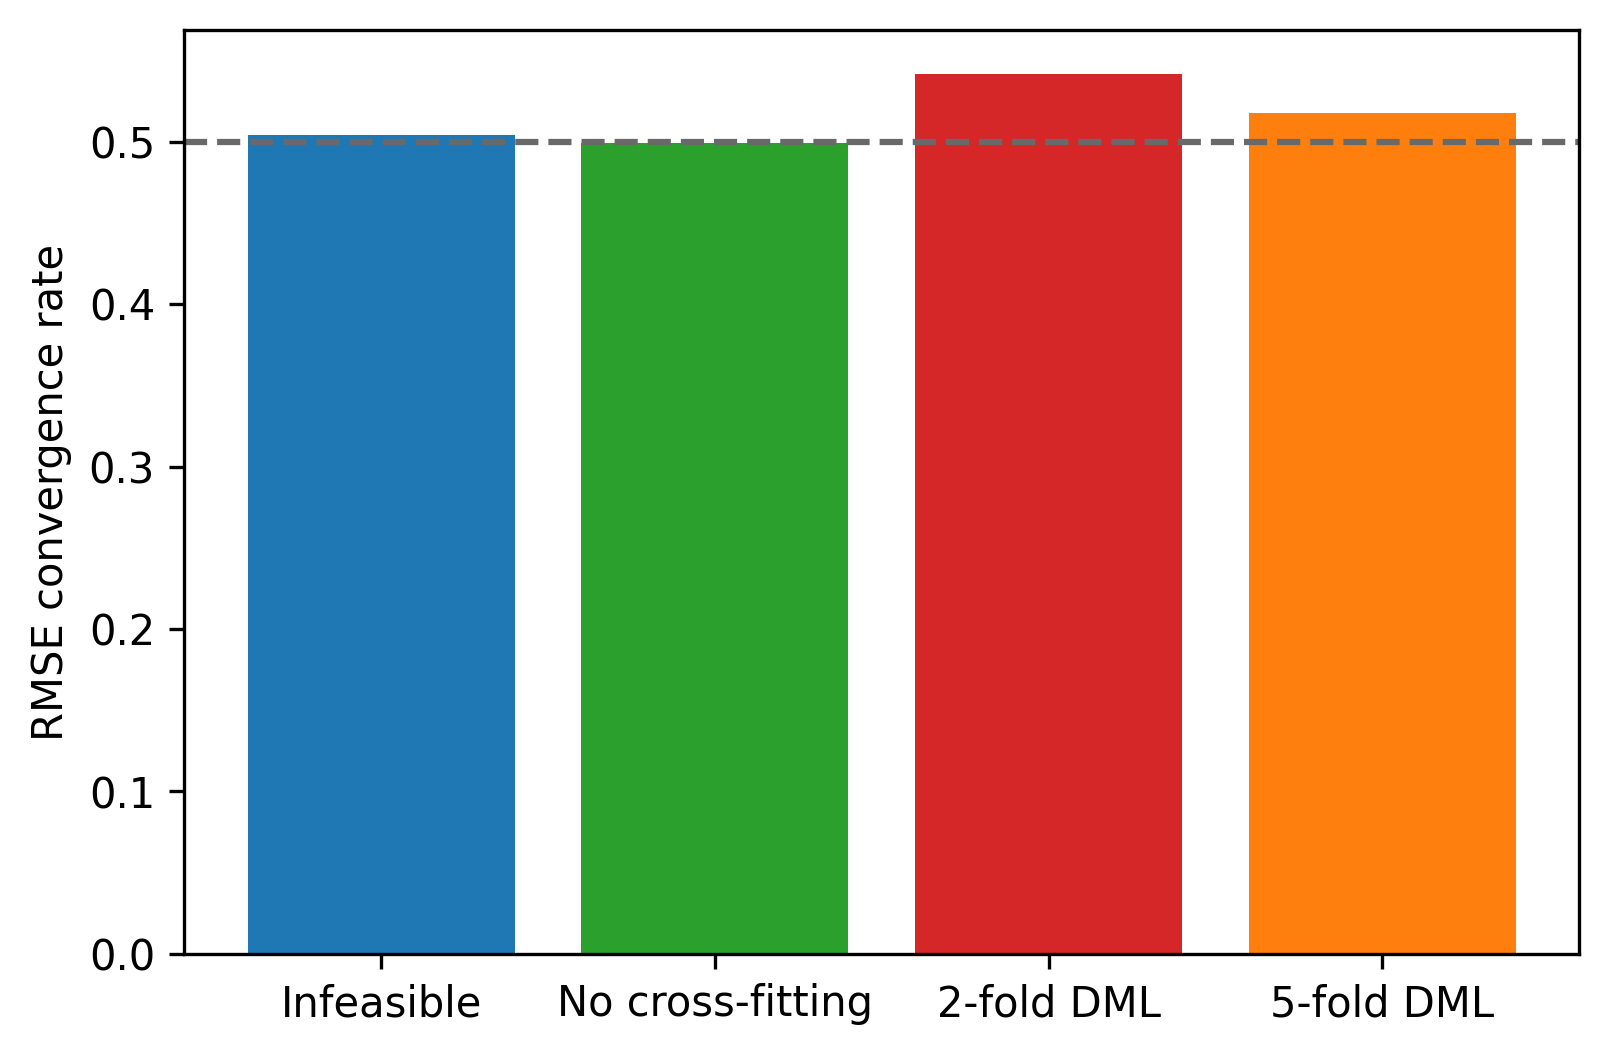 RMSE convergence rate
0.5
0.4
0.3
0.2
0.1
0.0
Infeasible
No cross-fitting
2-fold DML
5-fold DML